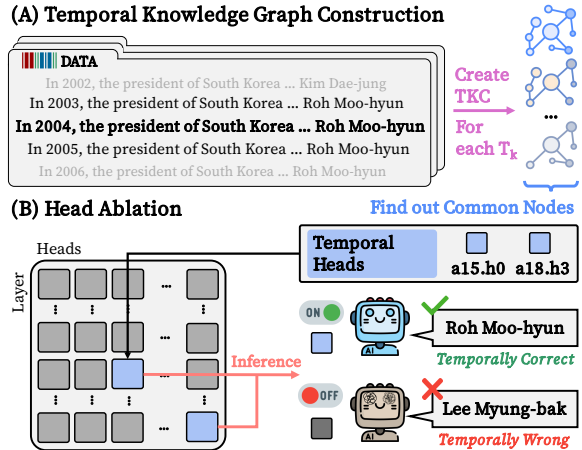 (A) Temporal Knowledge Graph Construction
DATA
In 2002, the president of South Korea ... Kim Dae-jung
In 2003, the president of South Korea ... Roh Moo-hyun
In 2004, the president of South Korea ... Roh Moo-hyun
In 2005, the president of South Korea ... Roh Moo-hyun
In 2006, the president of South Korea ... Roh Moo-hyun
Create
TKC
For
each Tk
...
(B) Head Ablation
Find out Common Nodes
Heads
Layer
Temporal
Heads
a15.h0
a18.h3
ON
AI
Roh Moo-hyun
Temporally Correct
Inference
OFF
AI
Lee Myung-bak
Temporally Wrong